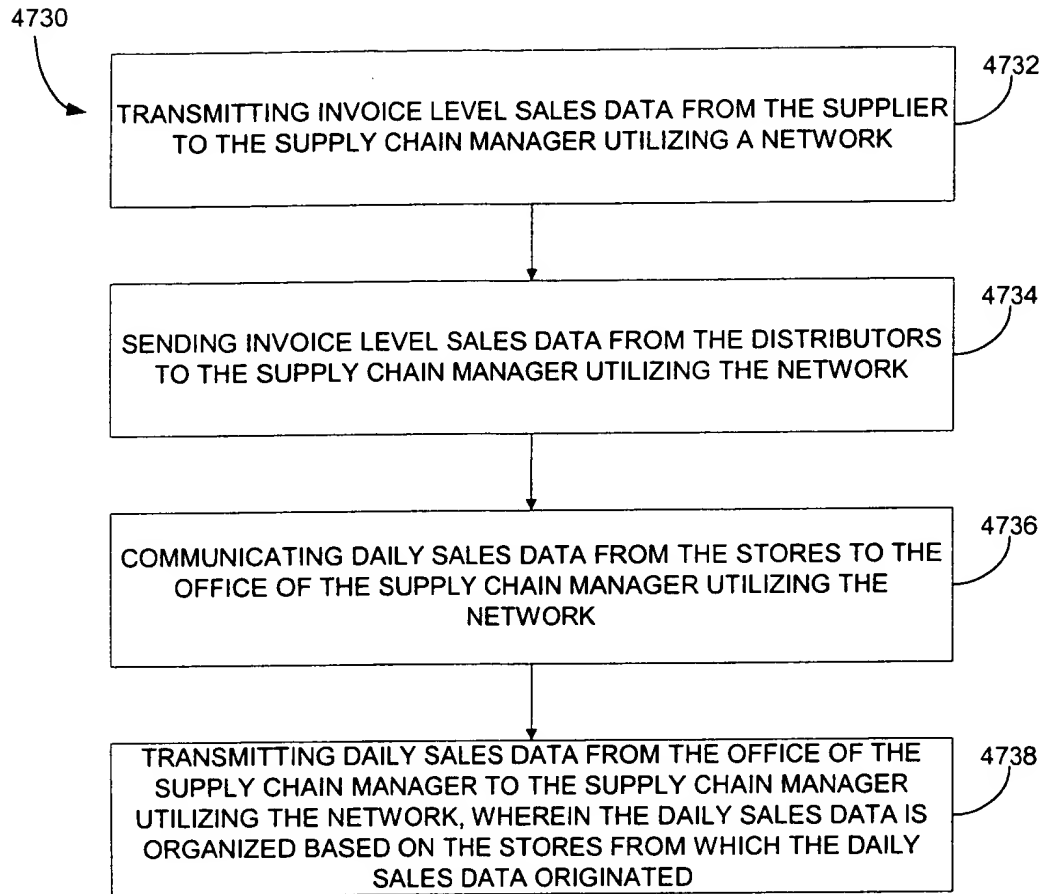 4730
4732
TRANSMITTING INVOICE LEVEL SALES DATA FROM THE SUPPLIER
TO THE SUPPLY CHAIN MANAGER UTILIZING A NETWORK
4734
SENDING INVOICE LEVEL SALES DATA FROM THE DISTRIBUTORS
TO THE SUPPLY CHAIN MANAGER UTILIZING THE NETWORK
4736
COMMUNICATING DAILY SALES DATA FROM THE STORES TO THE
OFFICE OF THE SUPPLY CHAIN MANAGER UTILIZING THE
NETWORK
4738
TRANSMITTING DAILY SALES DATA FROM THE OFFICE OF THE
SUPPLY CHAIN MANAGER TO THE SUPPLY CHAIN MANAGER
UTILIZING THE NETWORK, WHEREIN THE DAILY SALES DATA IS
ORGANIZED BASED ON THE STORES FROM WHICH THE DAILY
SALES DATA ORIGINATED